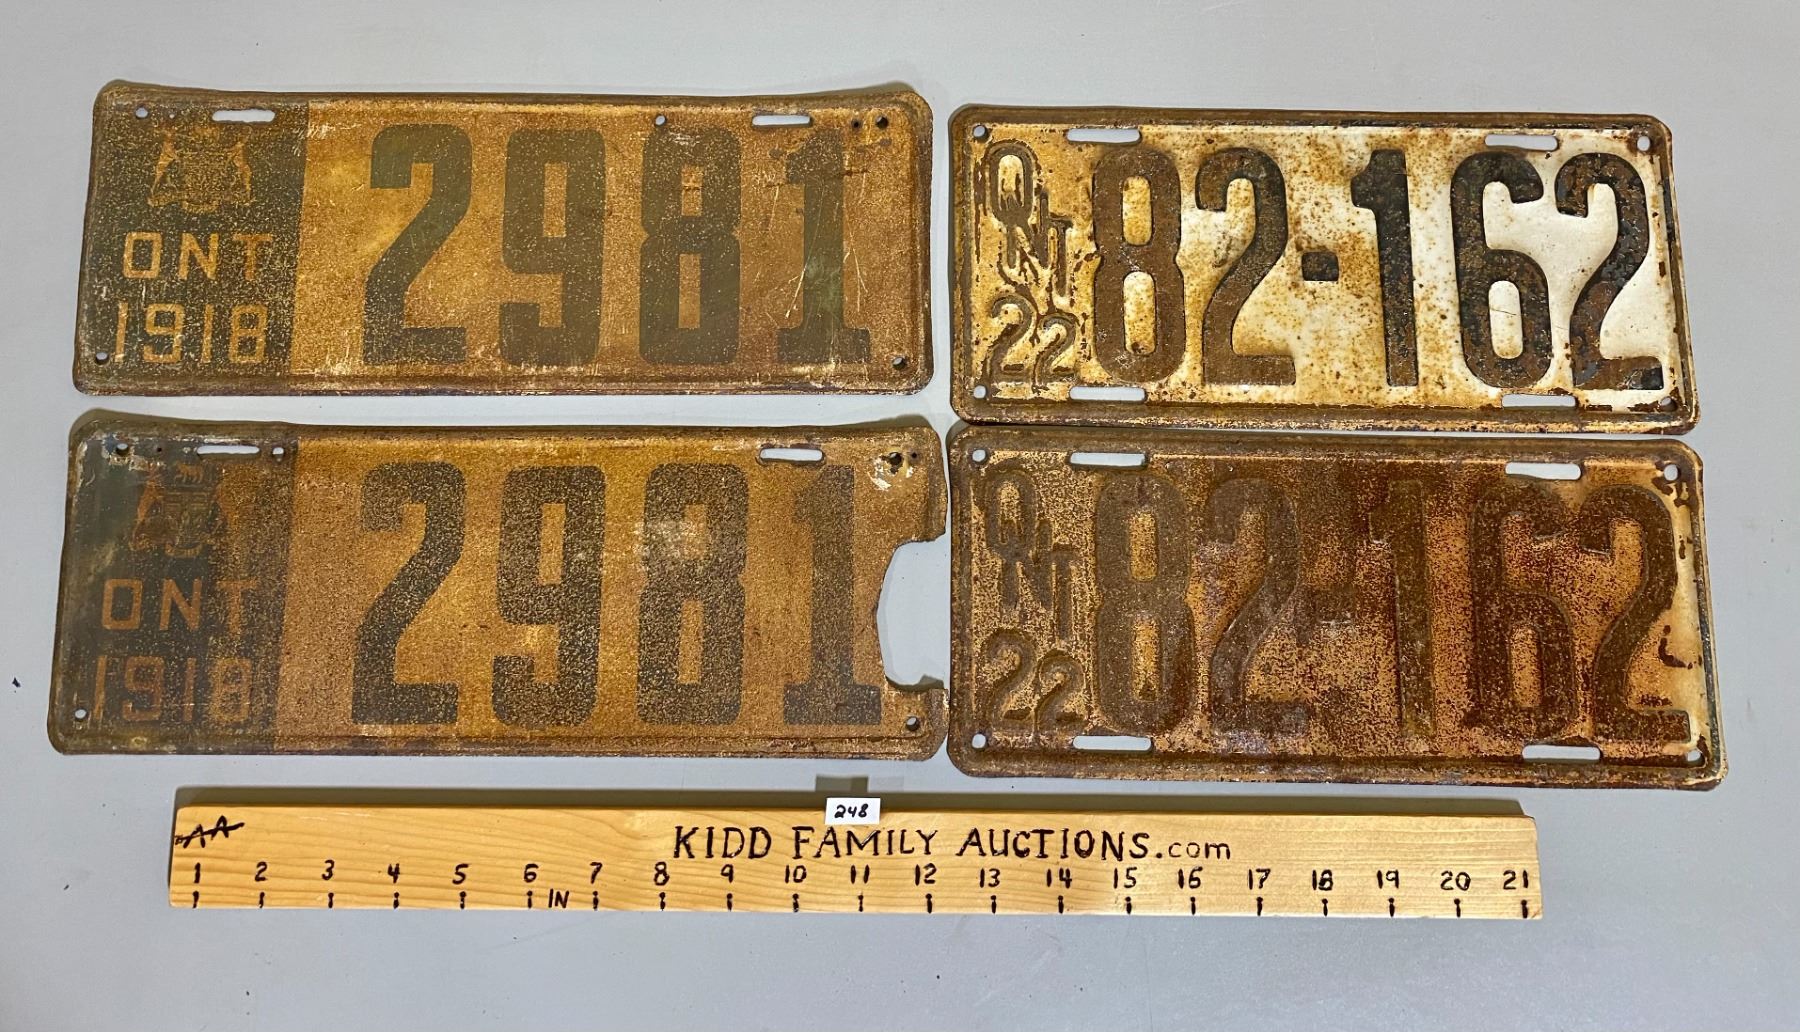 ONT
1918
2981
ONT
22
82-162
ONT
1918
2981
ONT
22
82-162
248
AA
KIDD FAMILY AUCTIONS.com
1 2 3 4 5 6 7 8 9 10 11 12 13 14 15 16 17 18 19 20 21
IN